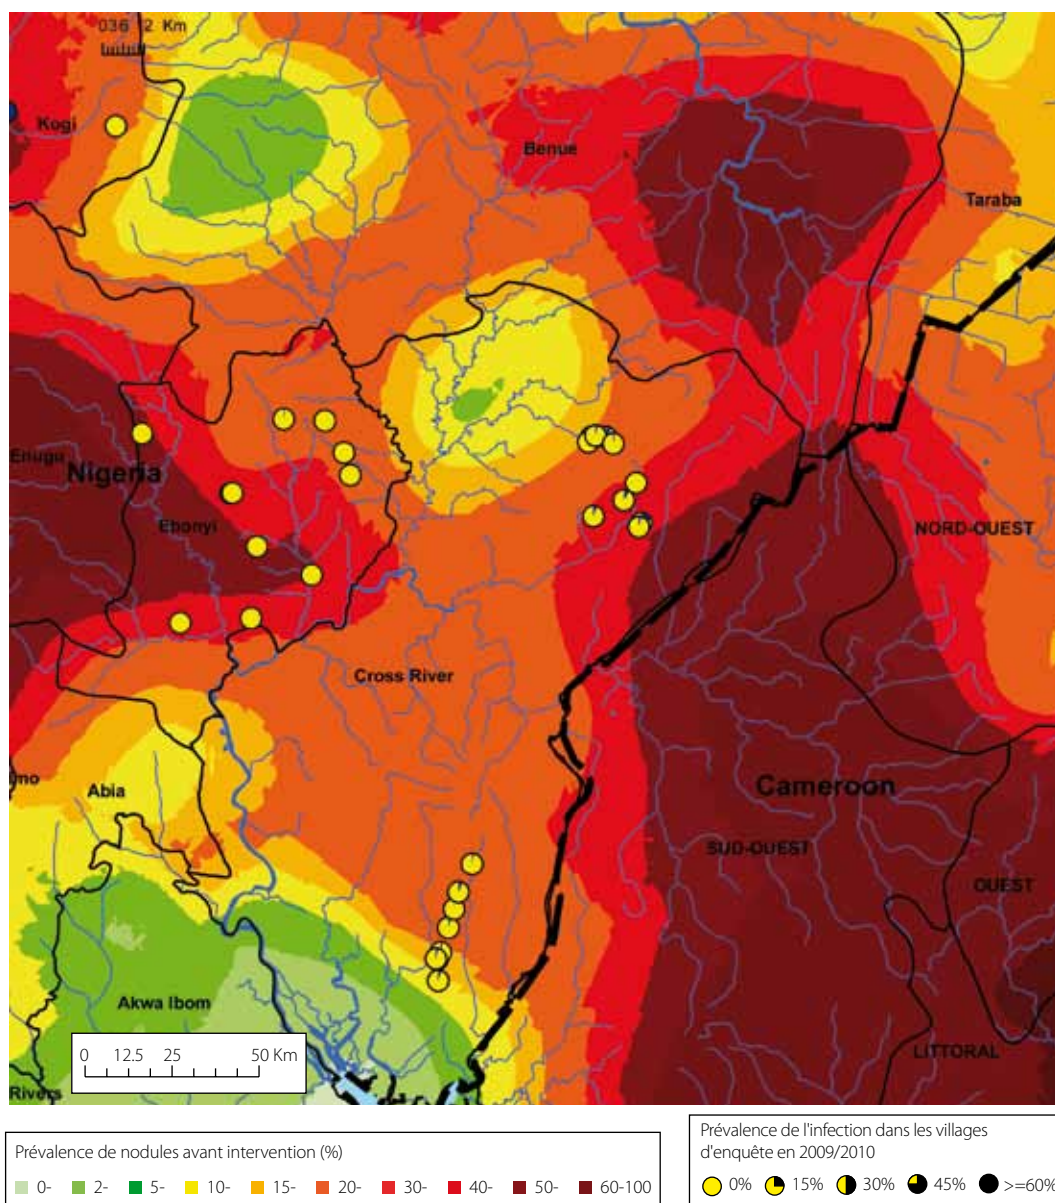 036 2 Km
Kogi
Benue
Taraba
Enugu
Nigeria
Ebonyi
NORD-OUEST
Cross River
Cameroon
Abia
SUD-OUEST
OUEST
Akwa Ibom
LITTORAL
Rivers
0 12.5 25 50 Km
Prévalence de nodules avant intervention (%)
0- 2- 5- 10- 15- 20- 30- 40- 50- 60-100
Prévalence de l'infection dans les villages
d'enquête en 2009/2010
0% 15% 30% 45% >=60%